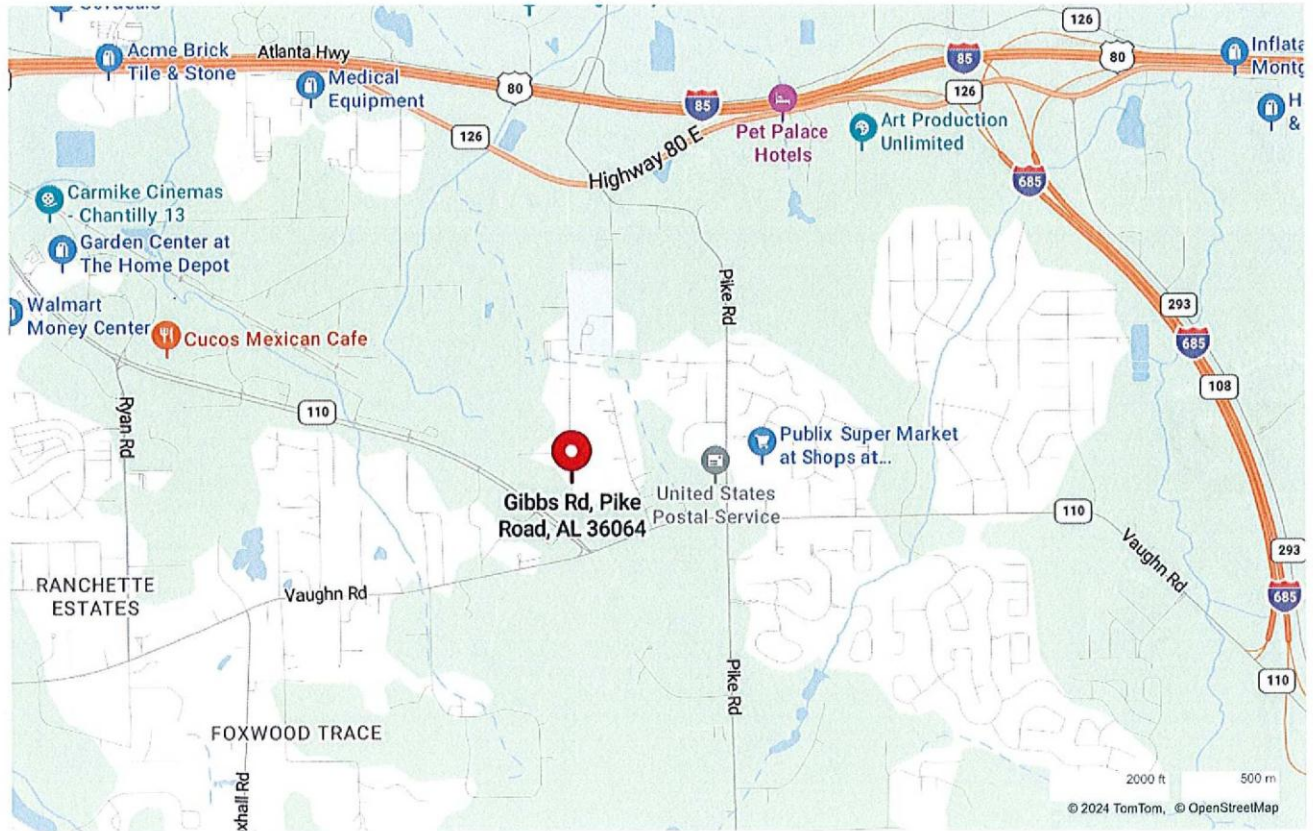 126
Acme Brick
Tile & Stone
Atlanta Hwy
Medical
Equipment
80
85
80
126
85
126
Highway 80 E
Pet Palace
Hotels
Art Production
Unlimited
685
Carmike Cinemas
- Chantilly 13
Garden Center at
The Home Depot
Walmart
Money Center
Cucos Mexican Cafe
Pike Rd
293
685
108
Ryan Rd
110
Publix Super Market
at Shops at...
United States
Postal Service
Gibbs Rd, Pike
Road, AL 36064
110
Vaughn Rd
293
685
RANCHETTE
ESTATES
Vaughn Rd
Pike Rd
110
FOXWOOD TRACE
xhall Rd
2000 ft
500 m
© 2024 TomTom, © OpenStreetMap